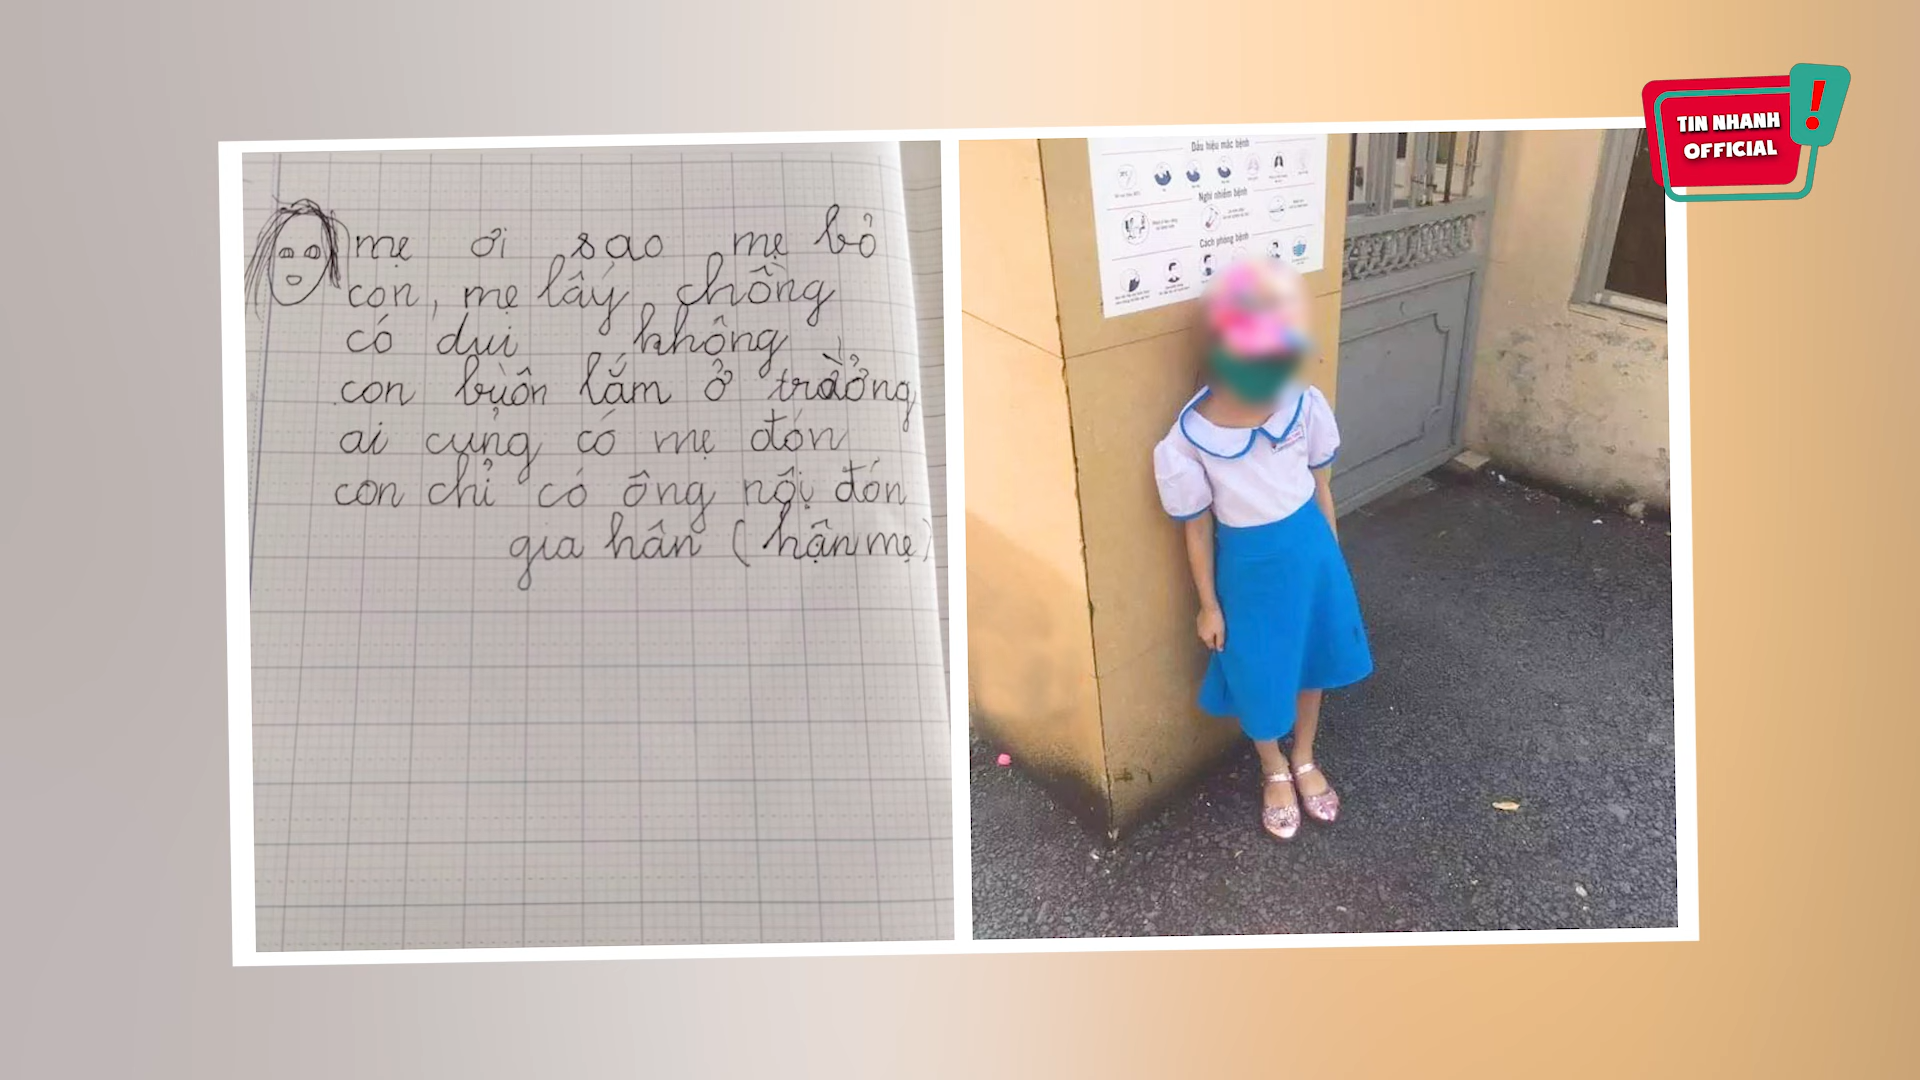 mẹ ơi sao mẹ bỏ
con, mẹ lấy chồng
có dui không
con buồn lắm ở trưởng
ai củng có mẹ đón
con chỉ có ông nội đón
gia hân (hận mẹ)
Dấu hiệu mắc bệnh
Nghi nhiễm bệnh
Cách phòng bệnh
TIN NHANH
OFFICIAL
!